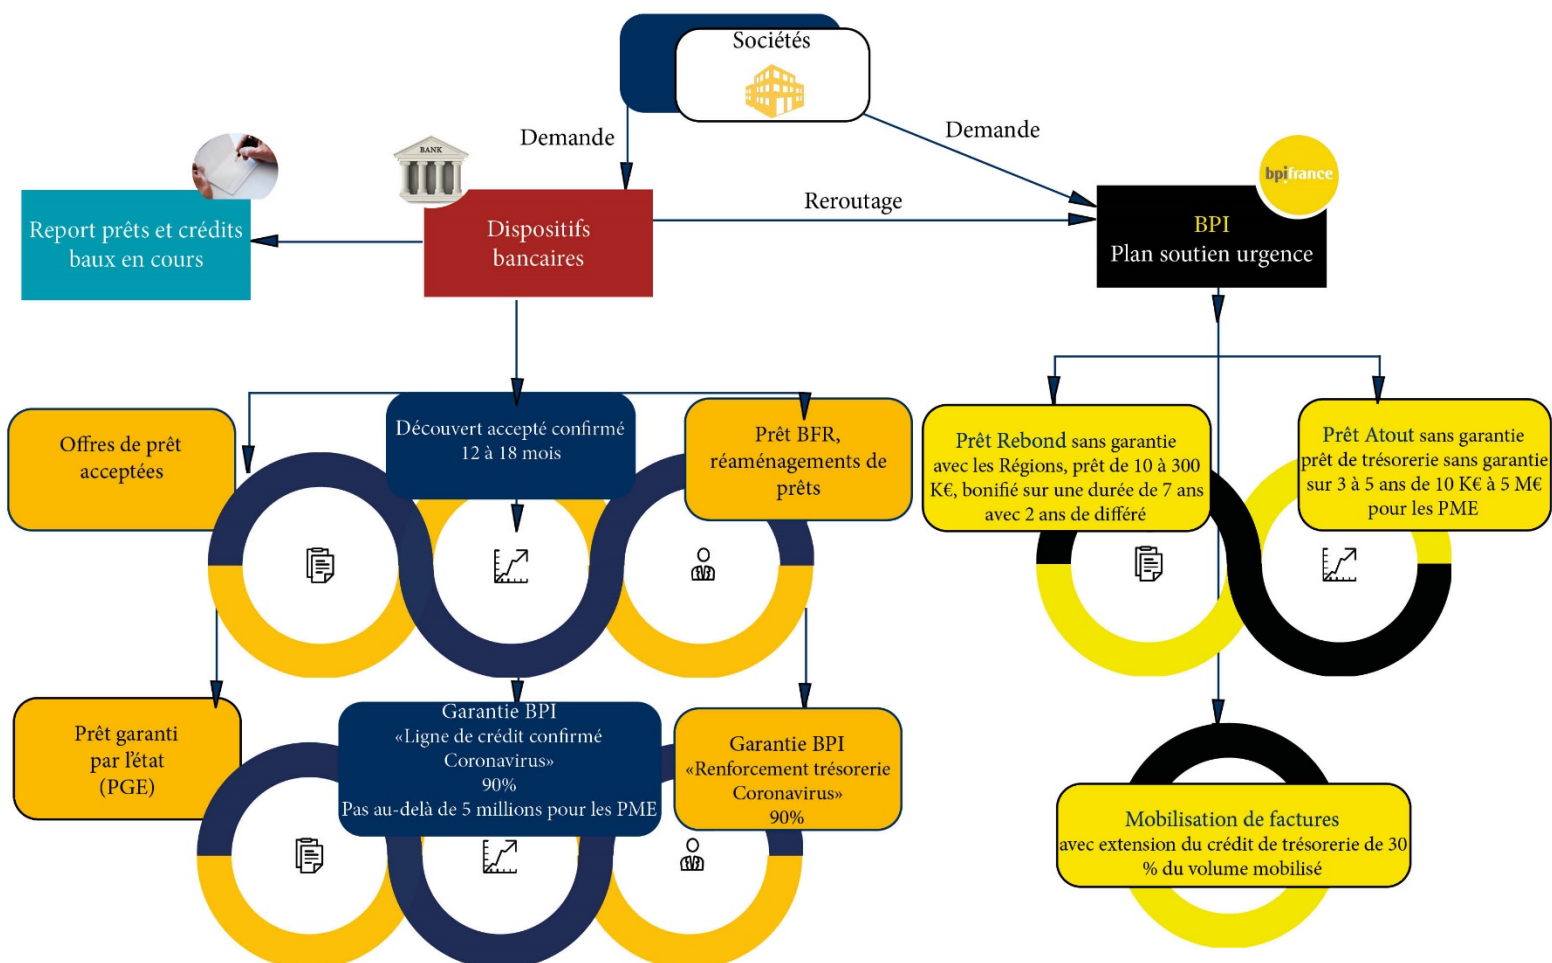 Sociétés
Demande
Demande
BANK
bpifrance
Report prêts et crédits
baux en cours
Dispositifs
bancaires
Reroutage
BPI
Plan soutien urgence
Offres de prêt
acceptées
Découvert accepté confirmé
12 à 18 mois
Prêt BFR,
réaménagements de
prêts
Prêt Rebond sans garantie
avec les Régions, prêt de 10 à 300
K€, bonifié sur une durée de 7 ans
avec 2 ans de différé
Prêt Atout sans garantie
prêt de trésorerie sans garantie
sur 3 à 5 ans de 10 K€ à 5 M€
pour les PME
Prêt garanti
par l'état
(PGE)
Garantie BPI
«Ligne de crédit confirmé
Coronavirus»
90%
Pas au-delà de 5 millions pour les PME
Garantie BPI
«Renforcement trésorerie
Coronavirus»
90%
Mobilisation de factures
avec extension du crédit de trésorerie de 30
% du volume mobilisé